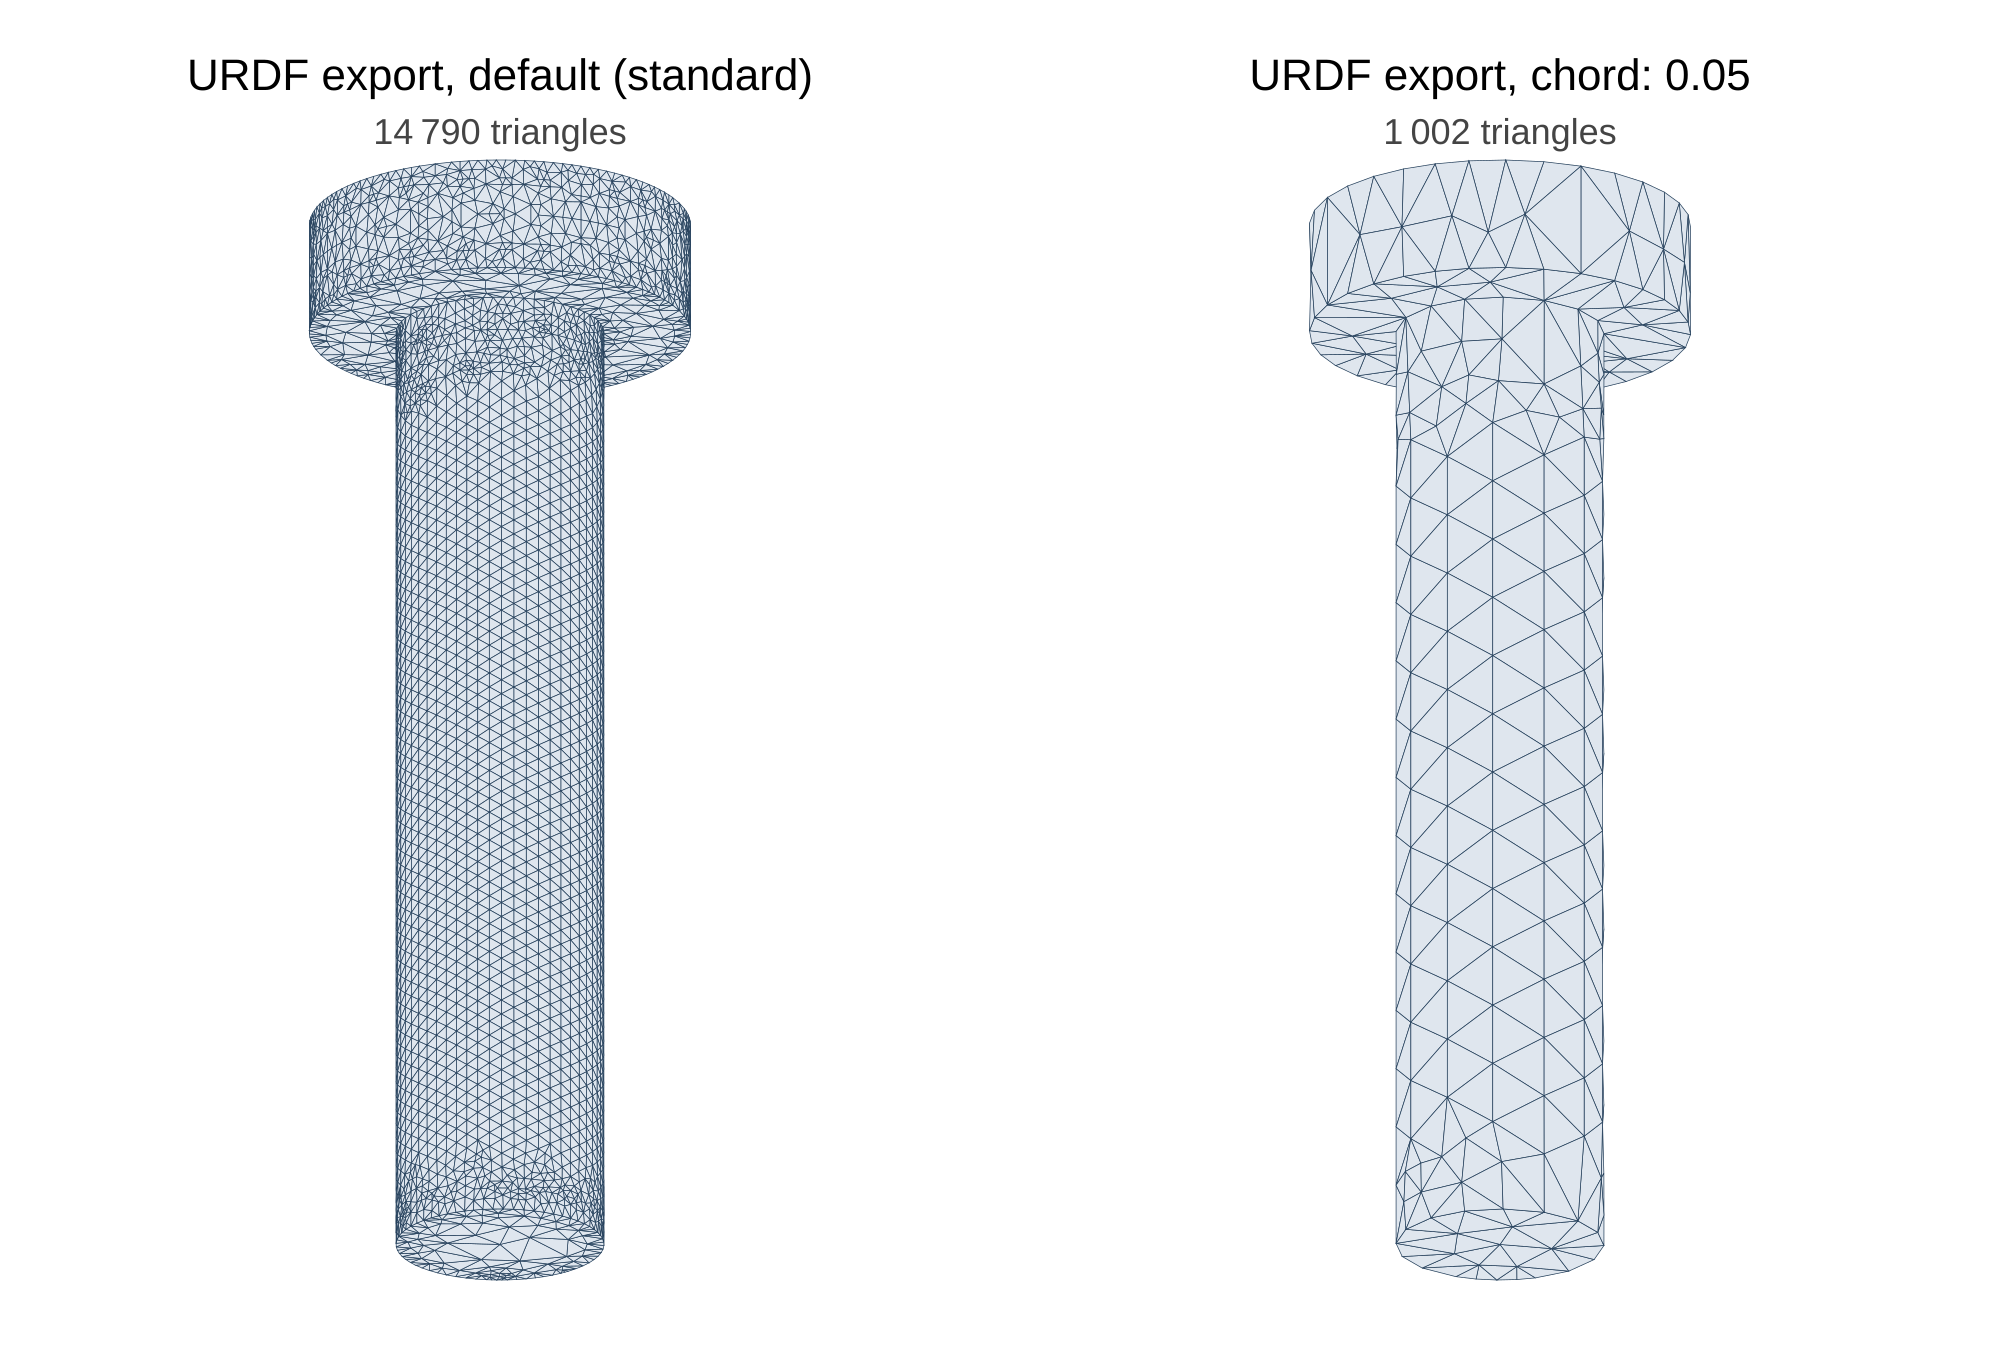 URDF export, default (standard)
14 790 triangles
URDF export, chord: 0.05
1 002 triangles